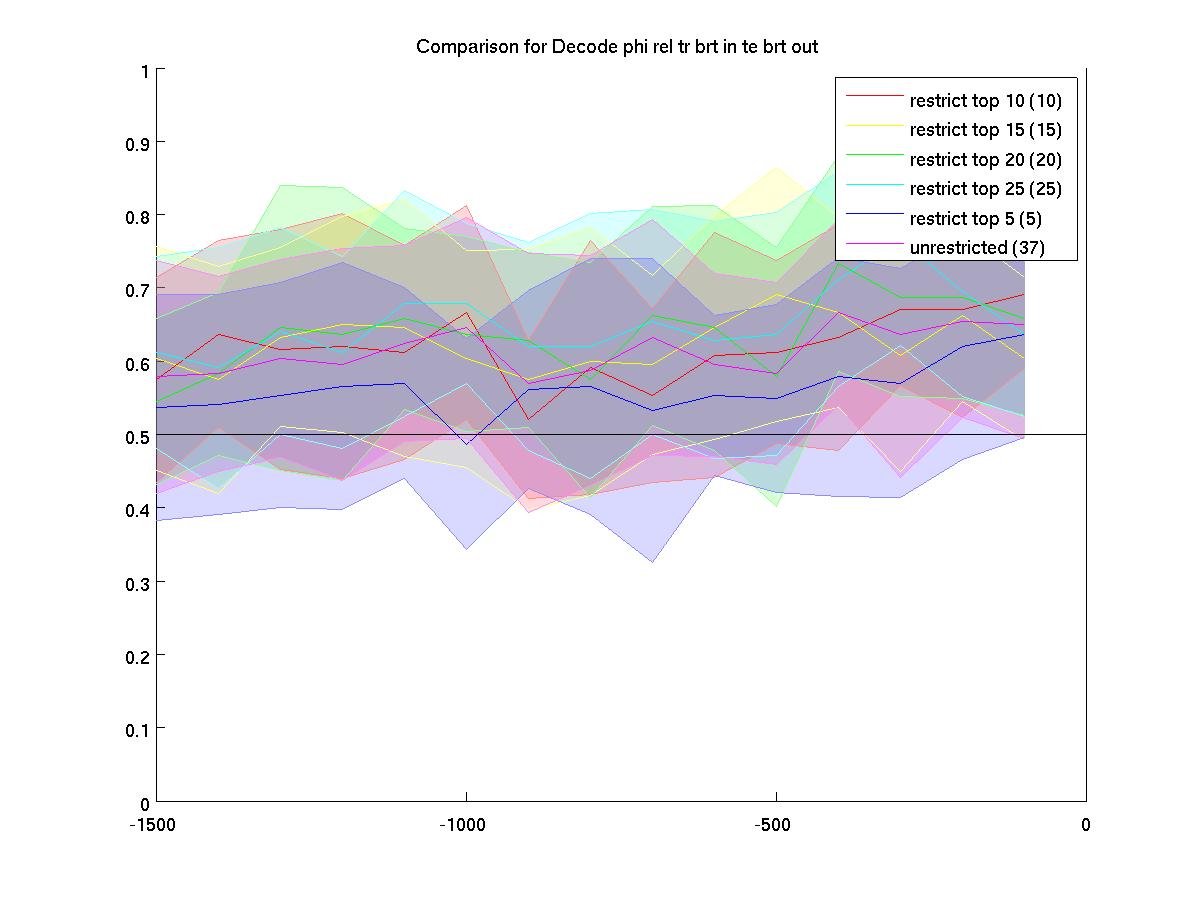 Comparison for Decode phi rel tr brt in te brt out
1
restrict top 10 (10)
restrict top 15 (15)
0.9
restrict top 20 (20)
restrict top 25 (25)
0.8
restrict top 5 (5)
unrestricted (37)
0.7
0.6
0.5
0.4
0.3
0.2
0.1
0
-1500 -1000 -500 0